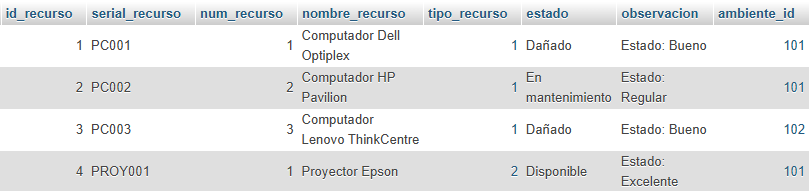 id_recurso serial_recurso num_recurso nombre_recurso tipo_recurso estado observacion ambiente_id
1 PC001 1 Computador Dell Optiplex 1 Dañado Estado: Bueno 101
2 PC002 2 Computador HP Pavilion 1 En mantenimiento Estado: Regular 101
3 PC003 3 Computador Lenovo ThinkCentre 1 Dañado Estado: Bueno 102
4 PROY001 1 Proyector Epson 2 Disponible Estado: Excelente 101